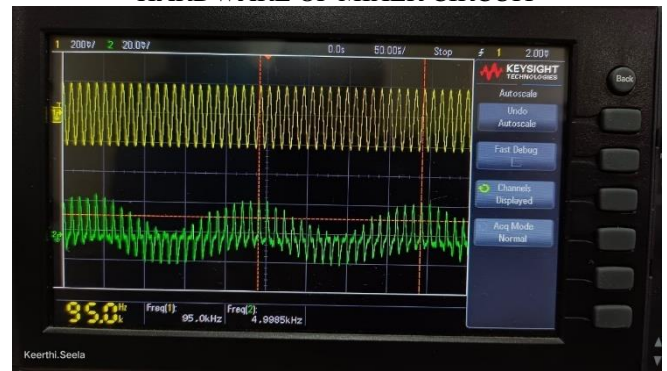 HARDWARE OF MIXER CIRCUIT
1 200V/ 2 20.0V/ 0.0s 50.00s/ Stop 1 2.00V
KEYSIGHT
TECHNOLOGIES
Back
Autoscale
Undo
Autoscale
Fast Debug
Channels
Displayed
Acq Mode
Normal
95.0 Hz k
Freq(1):
95.0kHz
Freq(2):
4.9985kHz
Keerthi.Seela